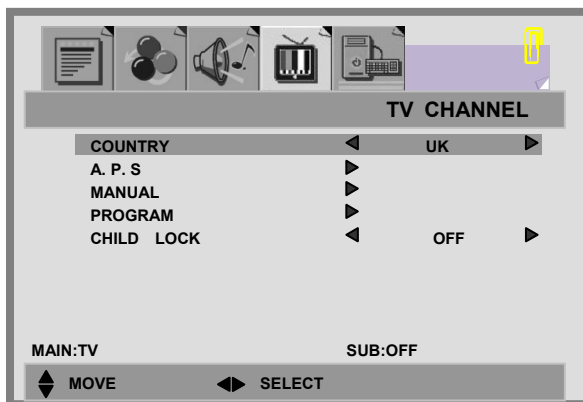 TV CHANNEL
COUNTRY UK
A. P. S
MANUAL
PROGRAM
CHILD LOCK OFF
MAIN:TV SUB:OFF
MOVE SELECT